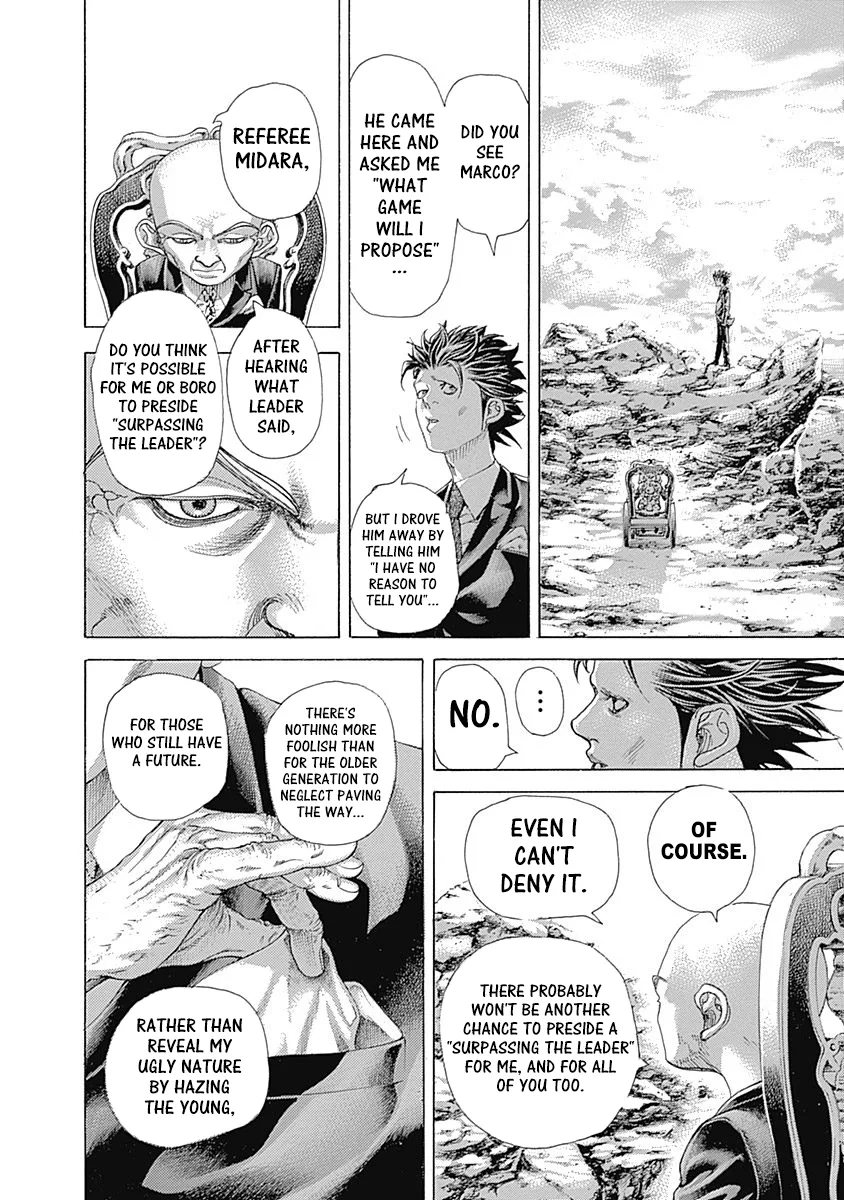 DID YOU
SEE
MARCO?
HE CAME
HERE AND
ASKED ME
"WHAT
GAME
WILL I
PROPOSE"
...
BUT I DROVE
HIM AWAY BY
TELLING HIM
"I HAVE NO
REASON TO
TELL YOU"...
REFEREE
MIDARA,
AFTER
HEARING
WHAT
LEADER
SAID,
DO YOU THINK
IT'S POSSIBLE
FOR ME OR BORO
TO PRESIDE
"SURPASSING
THE LEADER"?
...
NO.
OF
COURSE.
EVEN I
CAN'T
DENY IT.
THERE PROBABLY
WON'T BE ANOTHER
CHANCE TO PRESIDE A
"SURPASSING THE LEADER"
FOR ME, AND FOR ALL
OF YOU TOO.
THERE'S
NOTHING MORE
FOOLISH THAN
FOR THE OLDER
GENERATION TO
NEGLECT PAVING
THE WAY...
FOR THOSE
WHO STILL HAVE
A FUTURE.
RATHER THAN
REVEAL MY
UGLY NATURE
BY HAZING
THE YOUNG,